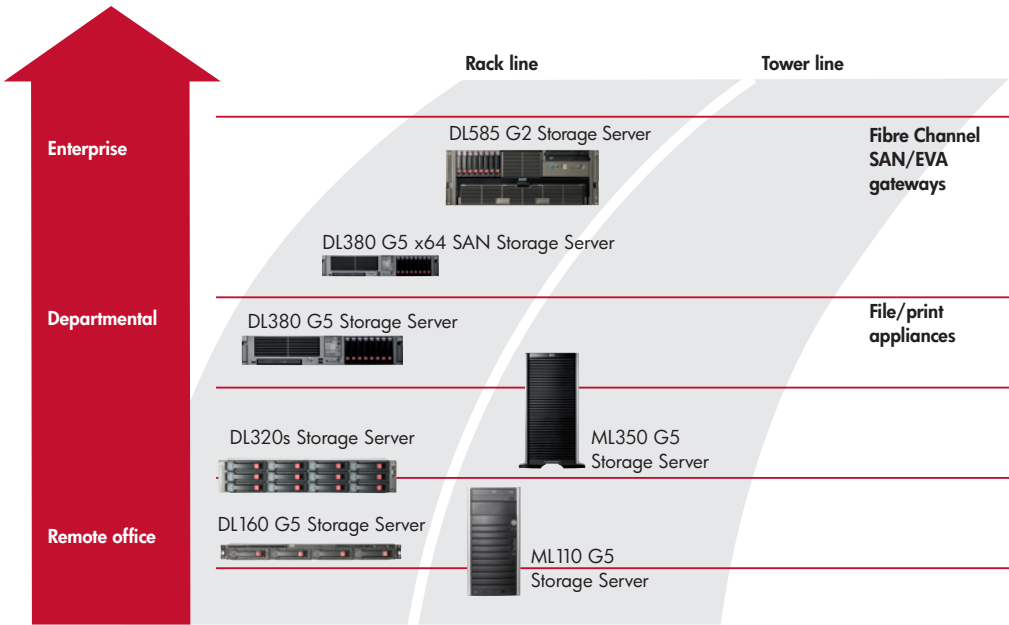 Rack line
Tower line
Enterprise
DL585 G2 Storage Server
Fibre Channel
SAN/EVA
gateways
DL380 G5 x64 SAN Storage Server
Departmental
DL380 G5 Storage Server
File/print
appliances
DL320s Storage Server
ML350 G5
Storage Server
Remote office
DL160 G5 Storage Server
ML110 G5
Storage Server